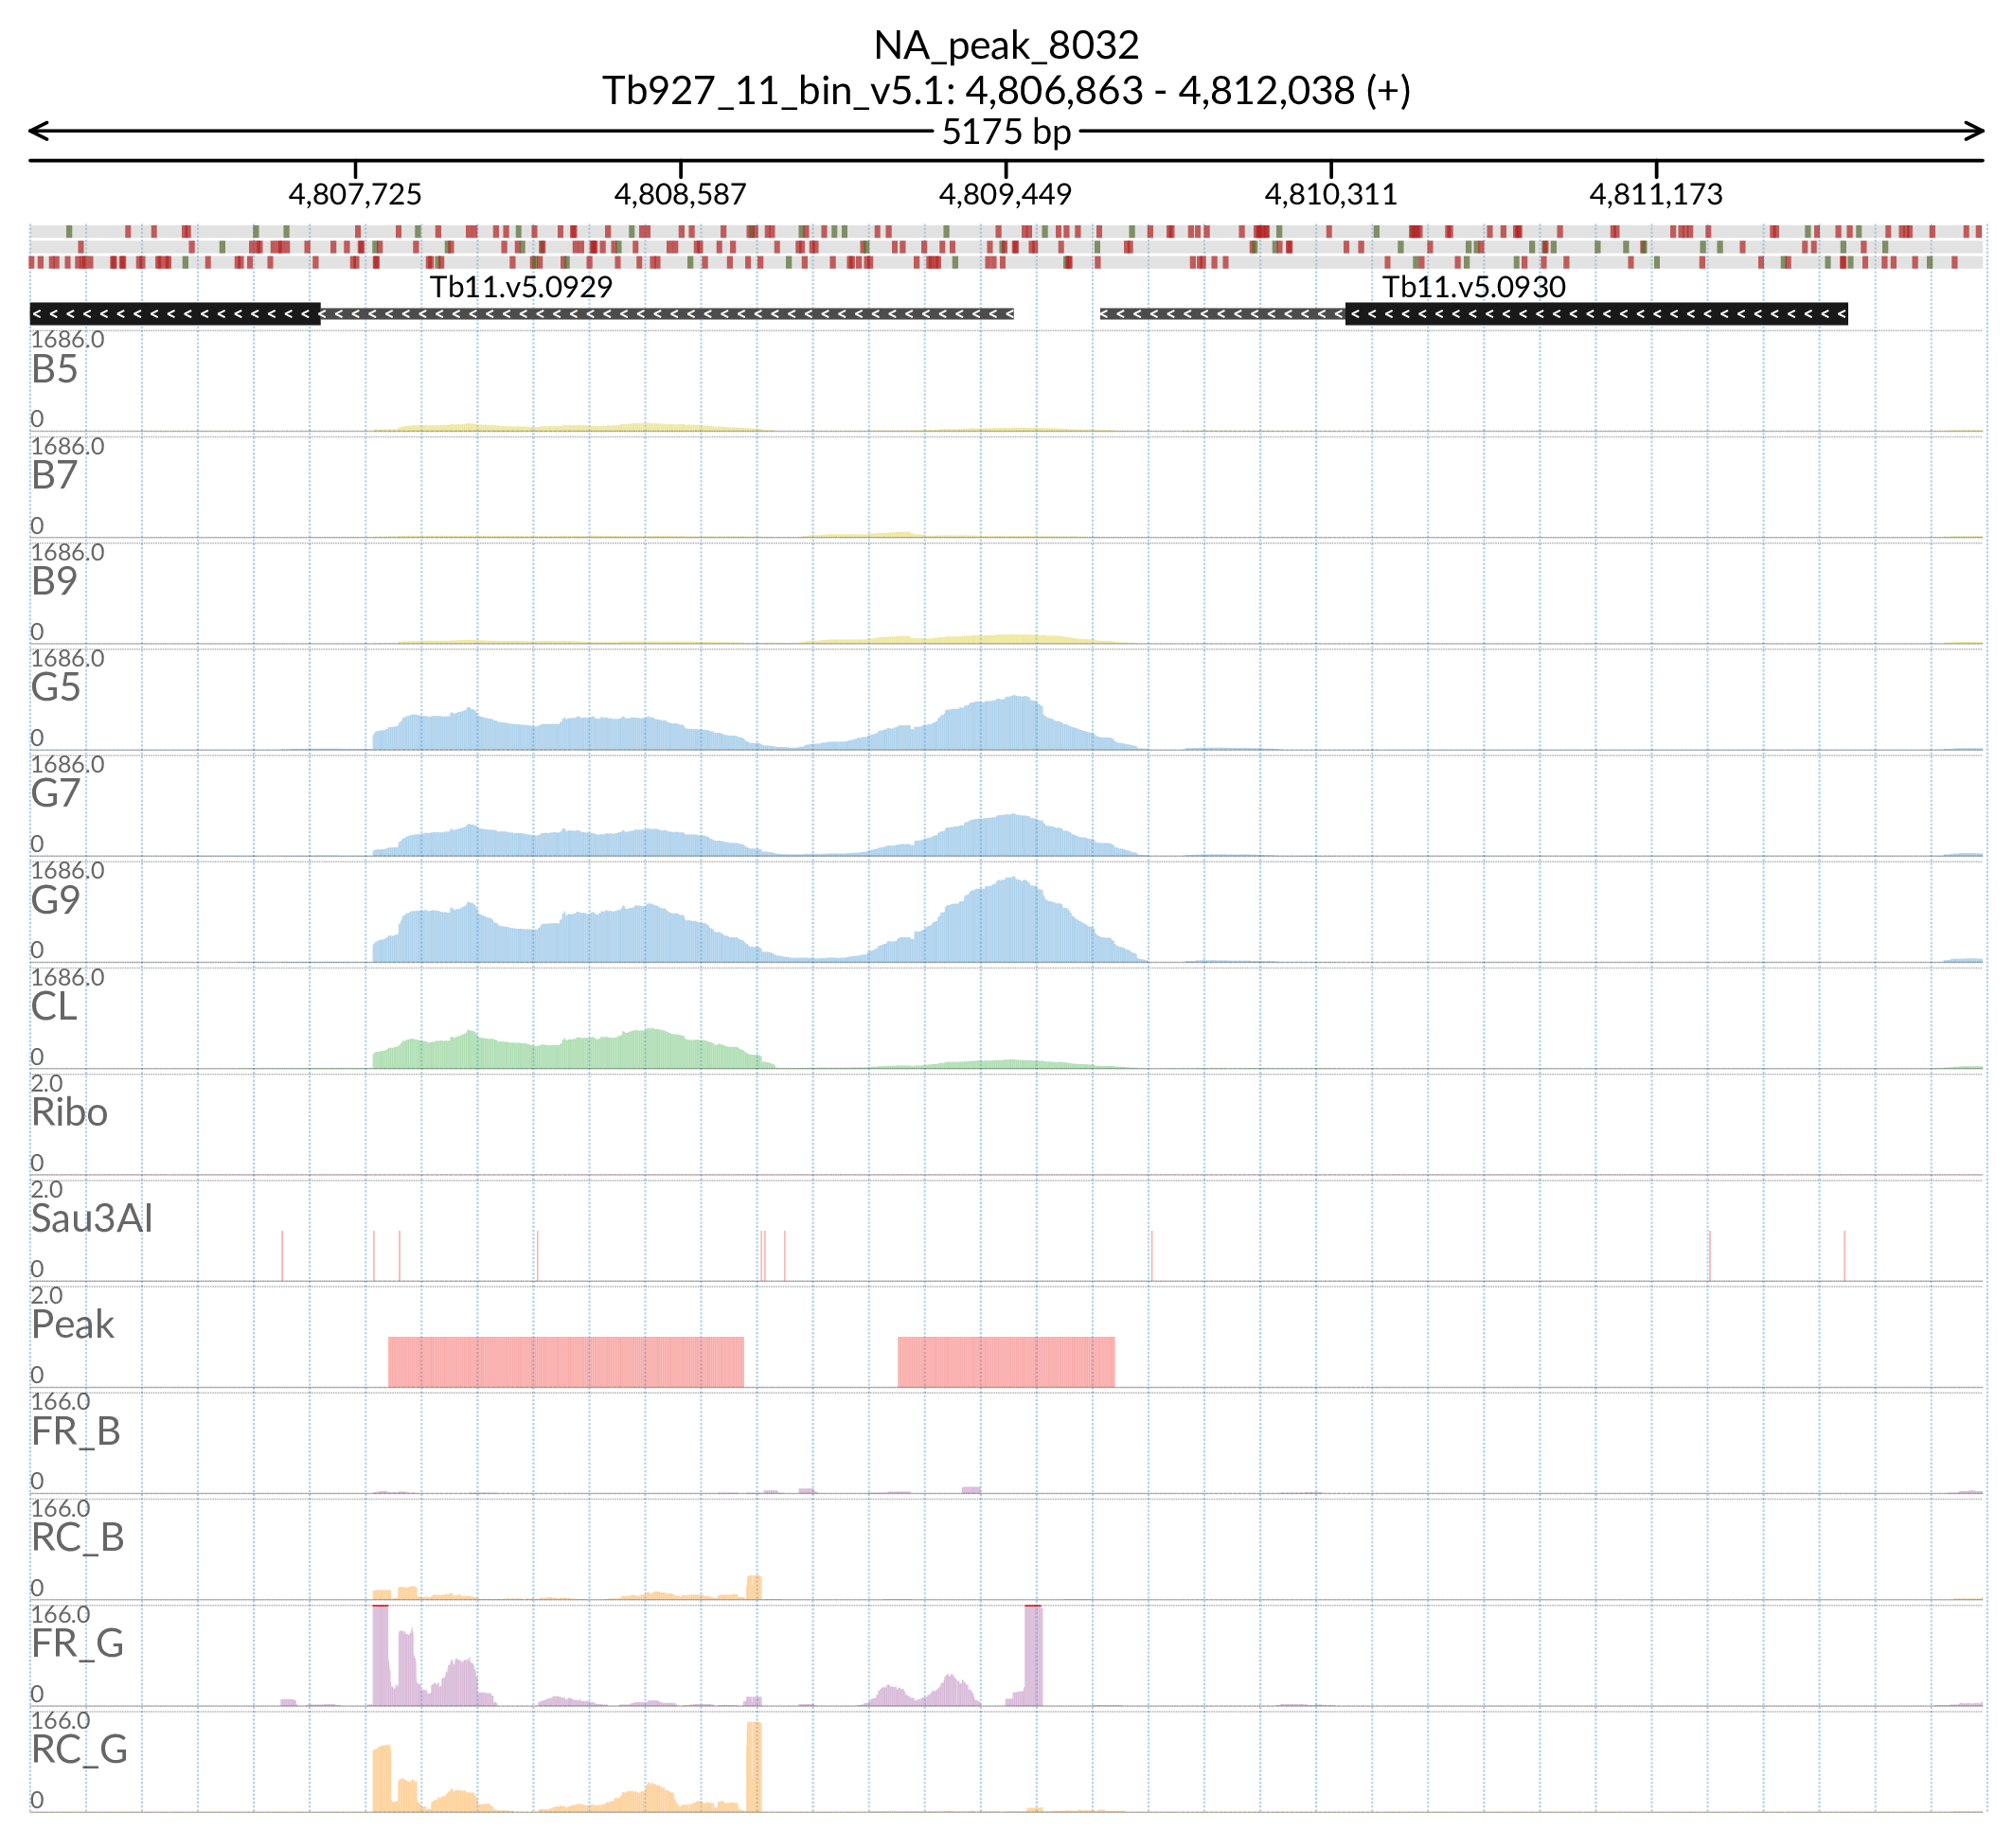 NA_peak_8032
Tb927_11_bin_v5.1: 4,806,863 - 4,812,038 (+)
5175 bp
4,807,725 4,808,587 4,809,449 4,810,311 4,811,173
Tb11.v5.0929 Tb11.v5.0930
1686.0
B5
0
1686.0
B7
0
1686.0
B9
0
1686.0
G5
0
1686.0
G7
0
1686.0
G9
0
1686.0
CL
0
2.0
Ribo
0
2.0
Sau3AI
0
2.0
Peak
0
166.0
FR_B
0
166.0
RC_B
0
166.0
FR_G
0
166.0
RC_G
0